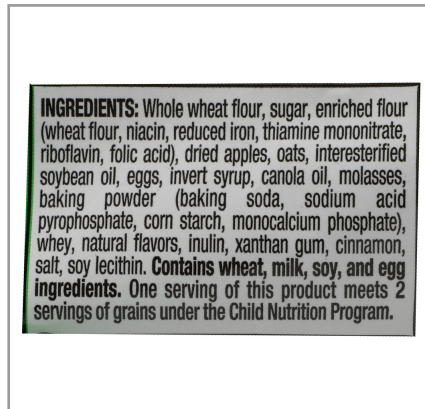 INGREDIENTS: Whole wheat flour, sugar, enriched flour
(wheat flour, niacin, reduced iron, thiamine mononitrate,
riboflavin, folic acid), dried apples, oats, interesterified
soybean oil, eggs, invert syrup, canola oil, molasses,
baking powder (baking soda, sodium acid
pyrophosphate, corn starch, monocalcium phosphate),
whey, natural flavors, inulin, xanthan gum, cinnamon,
salt, soy lecithin. Contains wheat, milk, soy, and egg
ingredients. One serving of this product meets 2
servings of grains under the Child Nutrition Program.